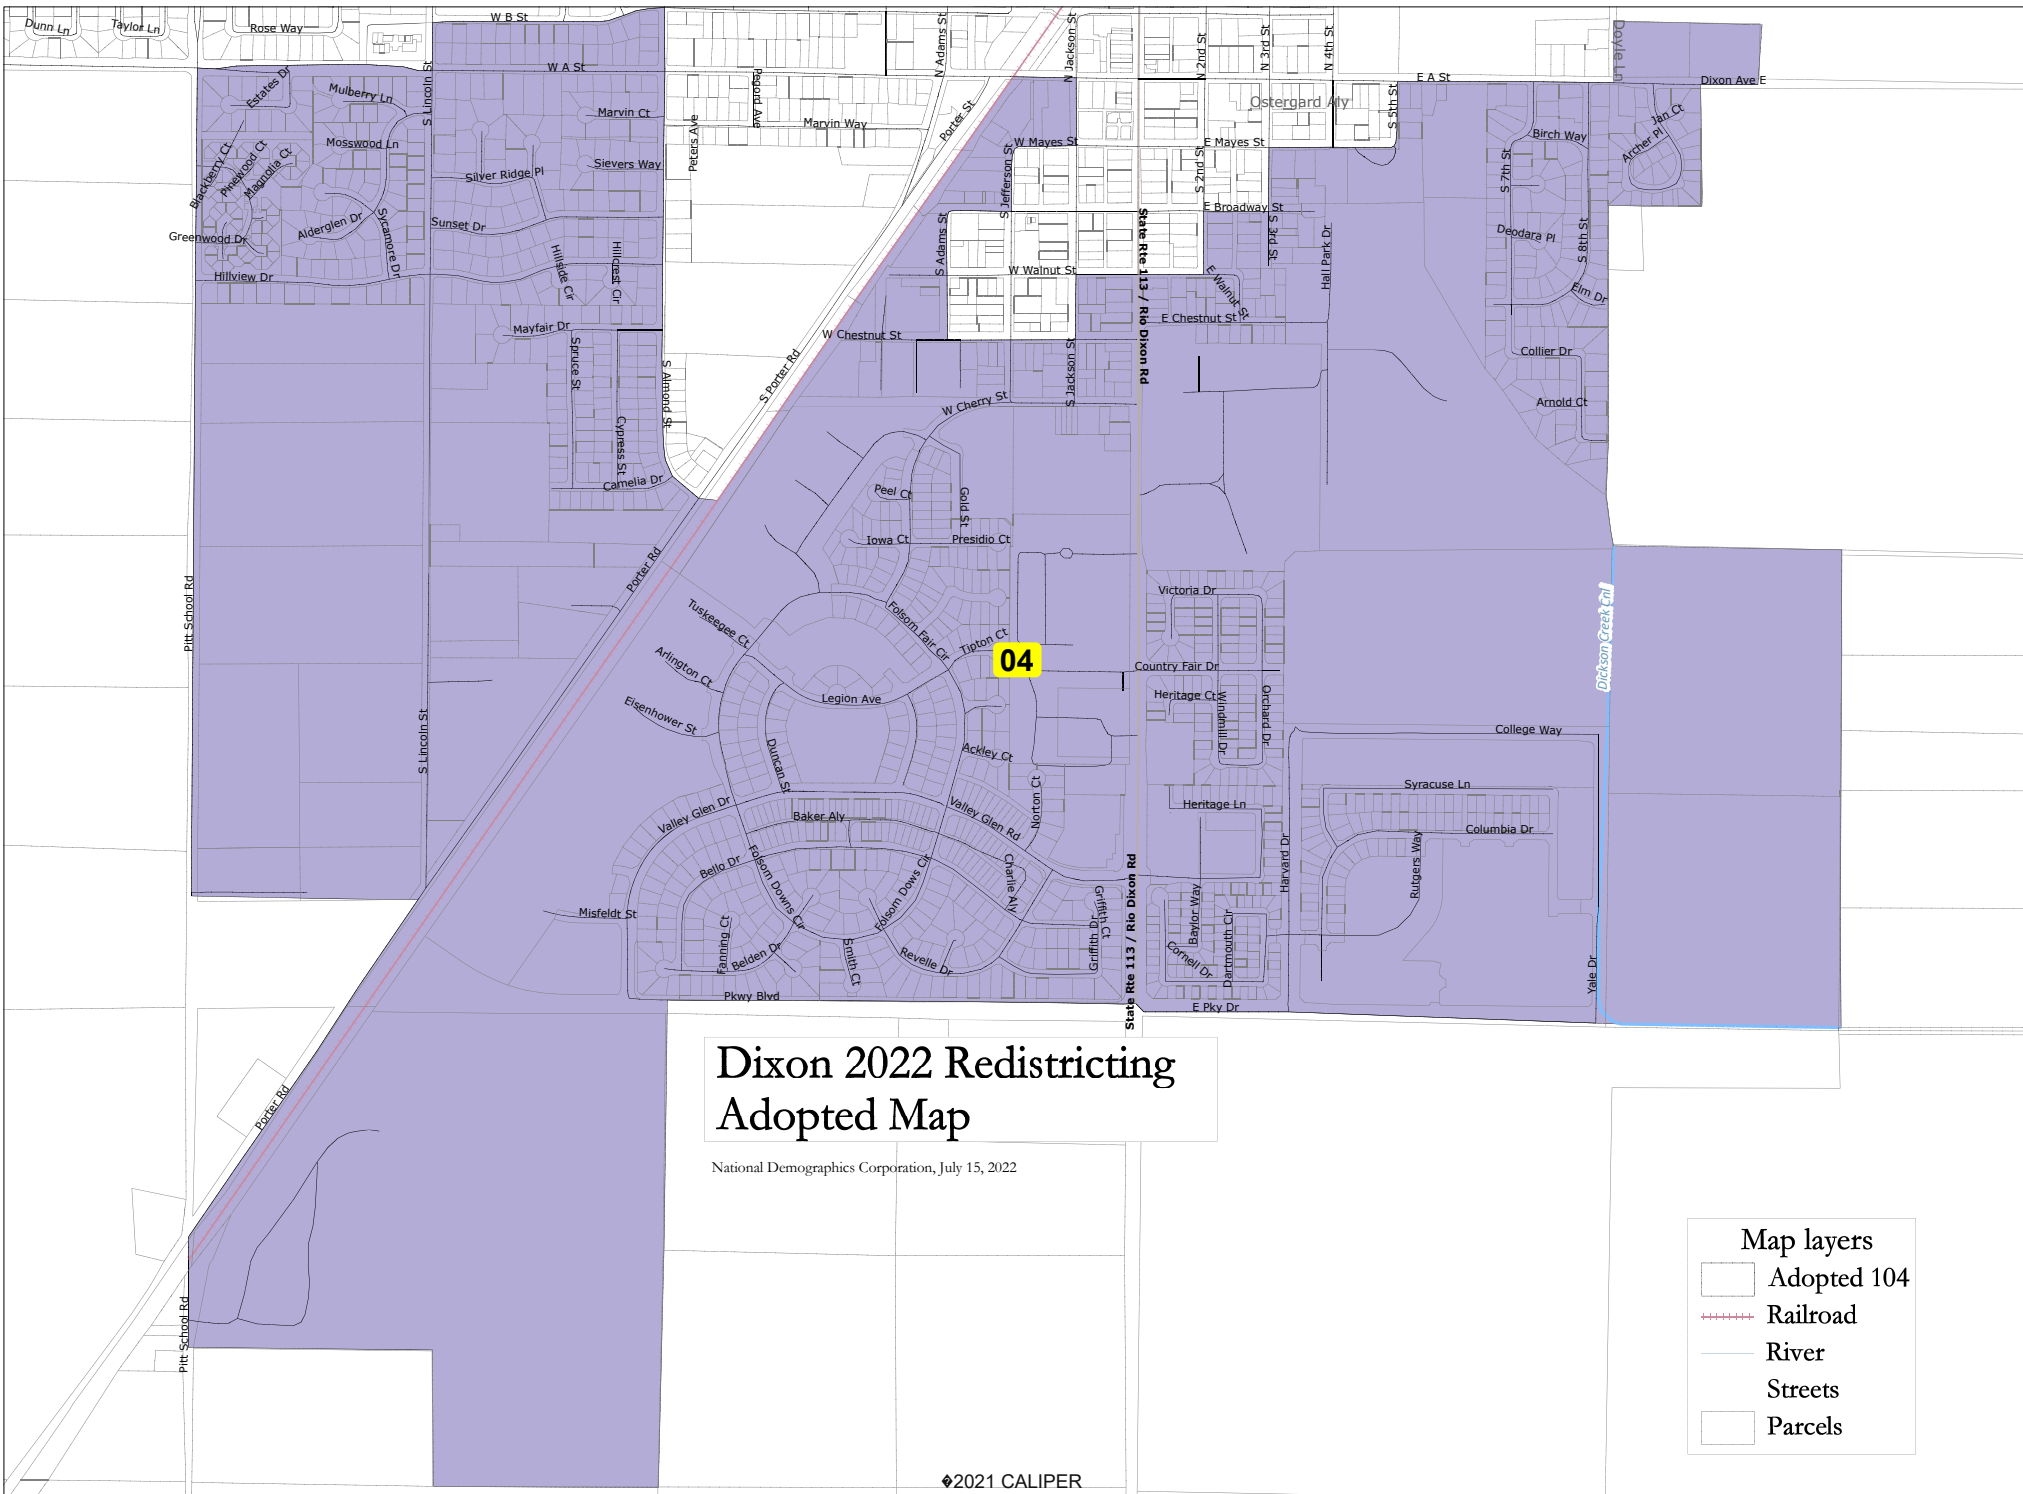 Dunn Ln
Taylor Ln
Rose Way
W B St
N Adams St
N Jackson St
N 2nd St
N 3rd St
N 4th St
Doyle Ln
W A St
E A St
Dixon Ave E
Estates Dr
Mulberry Ln
S Lincoln St
Marvin Ct
Pegord Ave
Marvin Way
Peters Ave
Porter St
Ostergard Aly
S 5th St
Jan Ct
Archer Pl
Birch Way
Mosswood Ln
Blackberry Ct
Pinewood Ct
Magnolia Ct
Silver Ridge Pl
Sievers Way
W Mayes St
E Mayes St
S Jefferson St
S 2nd St
S 7th St
Alderglen Dr
Sycamore Dr
Sunset Dr
Greenwood Dr
Hillview Dr
Hillside Cir
Hillcrest Cir
S Adams St
E Broadway St
S 3rd St
Hall Park Dr
Deodara Pl
S 8th St
Elm Dr
W Walnut St
E Walnut St
State Rte 113 / Rio Dixon Rd
Mayfair Dr
W Chestnut St
E Chestnut St
Collier Dr
Spruce St
Cypress St
S Almond St
S Porter Rd
S Jackson St
W Cherry St
Arnold Ct
Camelia Dr
Peel Ct
Gold St
Iowa Ct
Presidio Ct
Porter Rd
Pitt School Rd
Tuskeegee Ct
Folsom Fair Cir
Tipton Ct
04
Victoria Dr
Dickson Creek Cnl
Arlington Ct
Country Fair Dr
Legion Ave
Eisenhower St
Heritage Ct
Windmill Dr
Orchard Dr
S Lincoln St
Duncan St
Ackley Ct
College Way
Norton Ct
Syracuse Ln
Valley Glen Dr
Baker Aly
Valley Glen Rd
Heritage Ln
Columbia Dr
Bello Dr
Folsom Downs Cir
Folsom Dows Cir
Charlie Aly
Harvard Dr
Rutgers Way
Misfeldt St
Fanning Ct
Belden Dr
Smith Ct
Revelle Dr
Griffith Ct
Griffith Dr
State Rte 113 / Rio Dixon Rd
Baylor Way
Cornell Dr
Dartmouth Cir
Yale Dr
Pkwy Blvd
E Pky Dr
Porter Rd
Pitt School Rd
Dixon 2022 Redistricting
Adopted Map
National Demographics Corporation, July 15, 2022
Map layers
Adopted 104
Railroad
River
Streets
Parcels
�2021 CALIPER